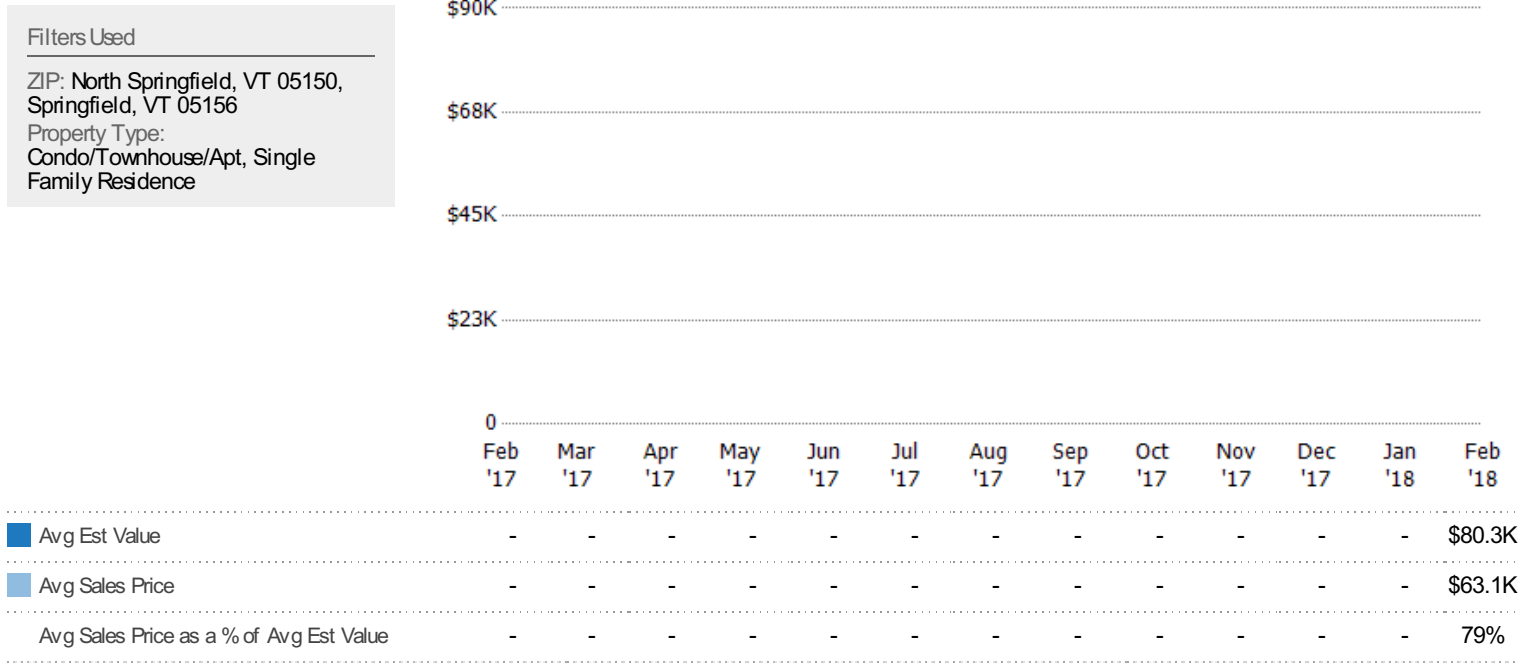 Filters Used
ZIP: North Springfield, VT 05150,
Springfield, VT 05156
Property Type:
Condo/Townhouse/Apt, Single
Family Residence
$90K
$68K
$45K
$23K
0
Feb Mar Apr May Jun Jul Aug Sep Oct Nov Dec Jan Feb
'17 '17 '17 '17 '17 '17 '17 '17 '17 '17 '17 '18 '18
Avg Est Value - - - - - - - - - - - - $80.3K
Avg Sales Price - - - - - - - - - - - - $63.1K
Avg Sales Price as a % of Avg Est Value - - - - - - - - - - - - 79%